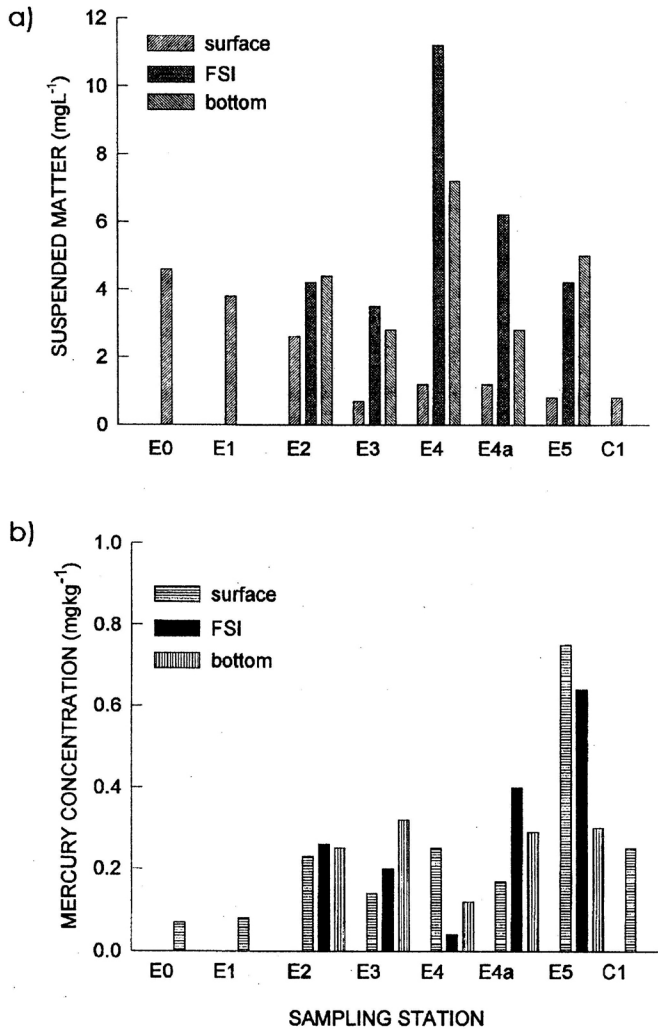 a)
surface
FSI
bottom
SUSPENDED MATTER (mgL⁻¹)
12
10
8
6
4
2
0
E0 E1 E2 E3 E4 E4a E5 C1
b)
surface
FSI
bottom
MERCURY CONCENTRATION (mgkg⁻¹)
1.0
0.8
0.6
0.4
0.2
0.0
E0 E1 E2 E3 E4 E4a E5 C1
SAMPLING STATION